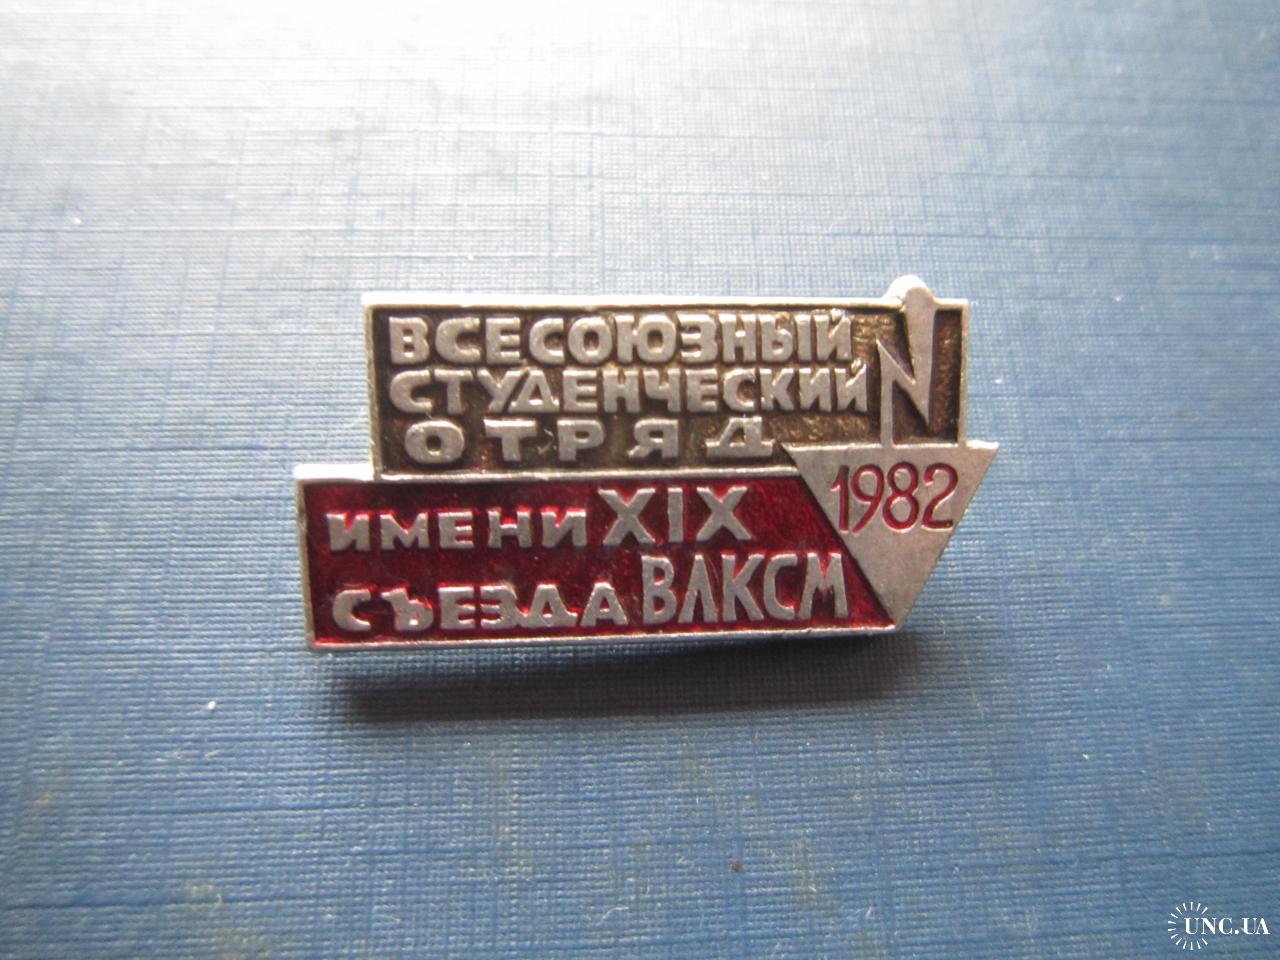 ВСЕСОЮЗНЫЙ
СТУДЕНЧЕСКИЙ
ОТРЯД
1982
ИМЕНИ XIX
СЪЕЗДА ВЛКСМ
UNC.UA